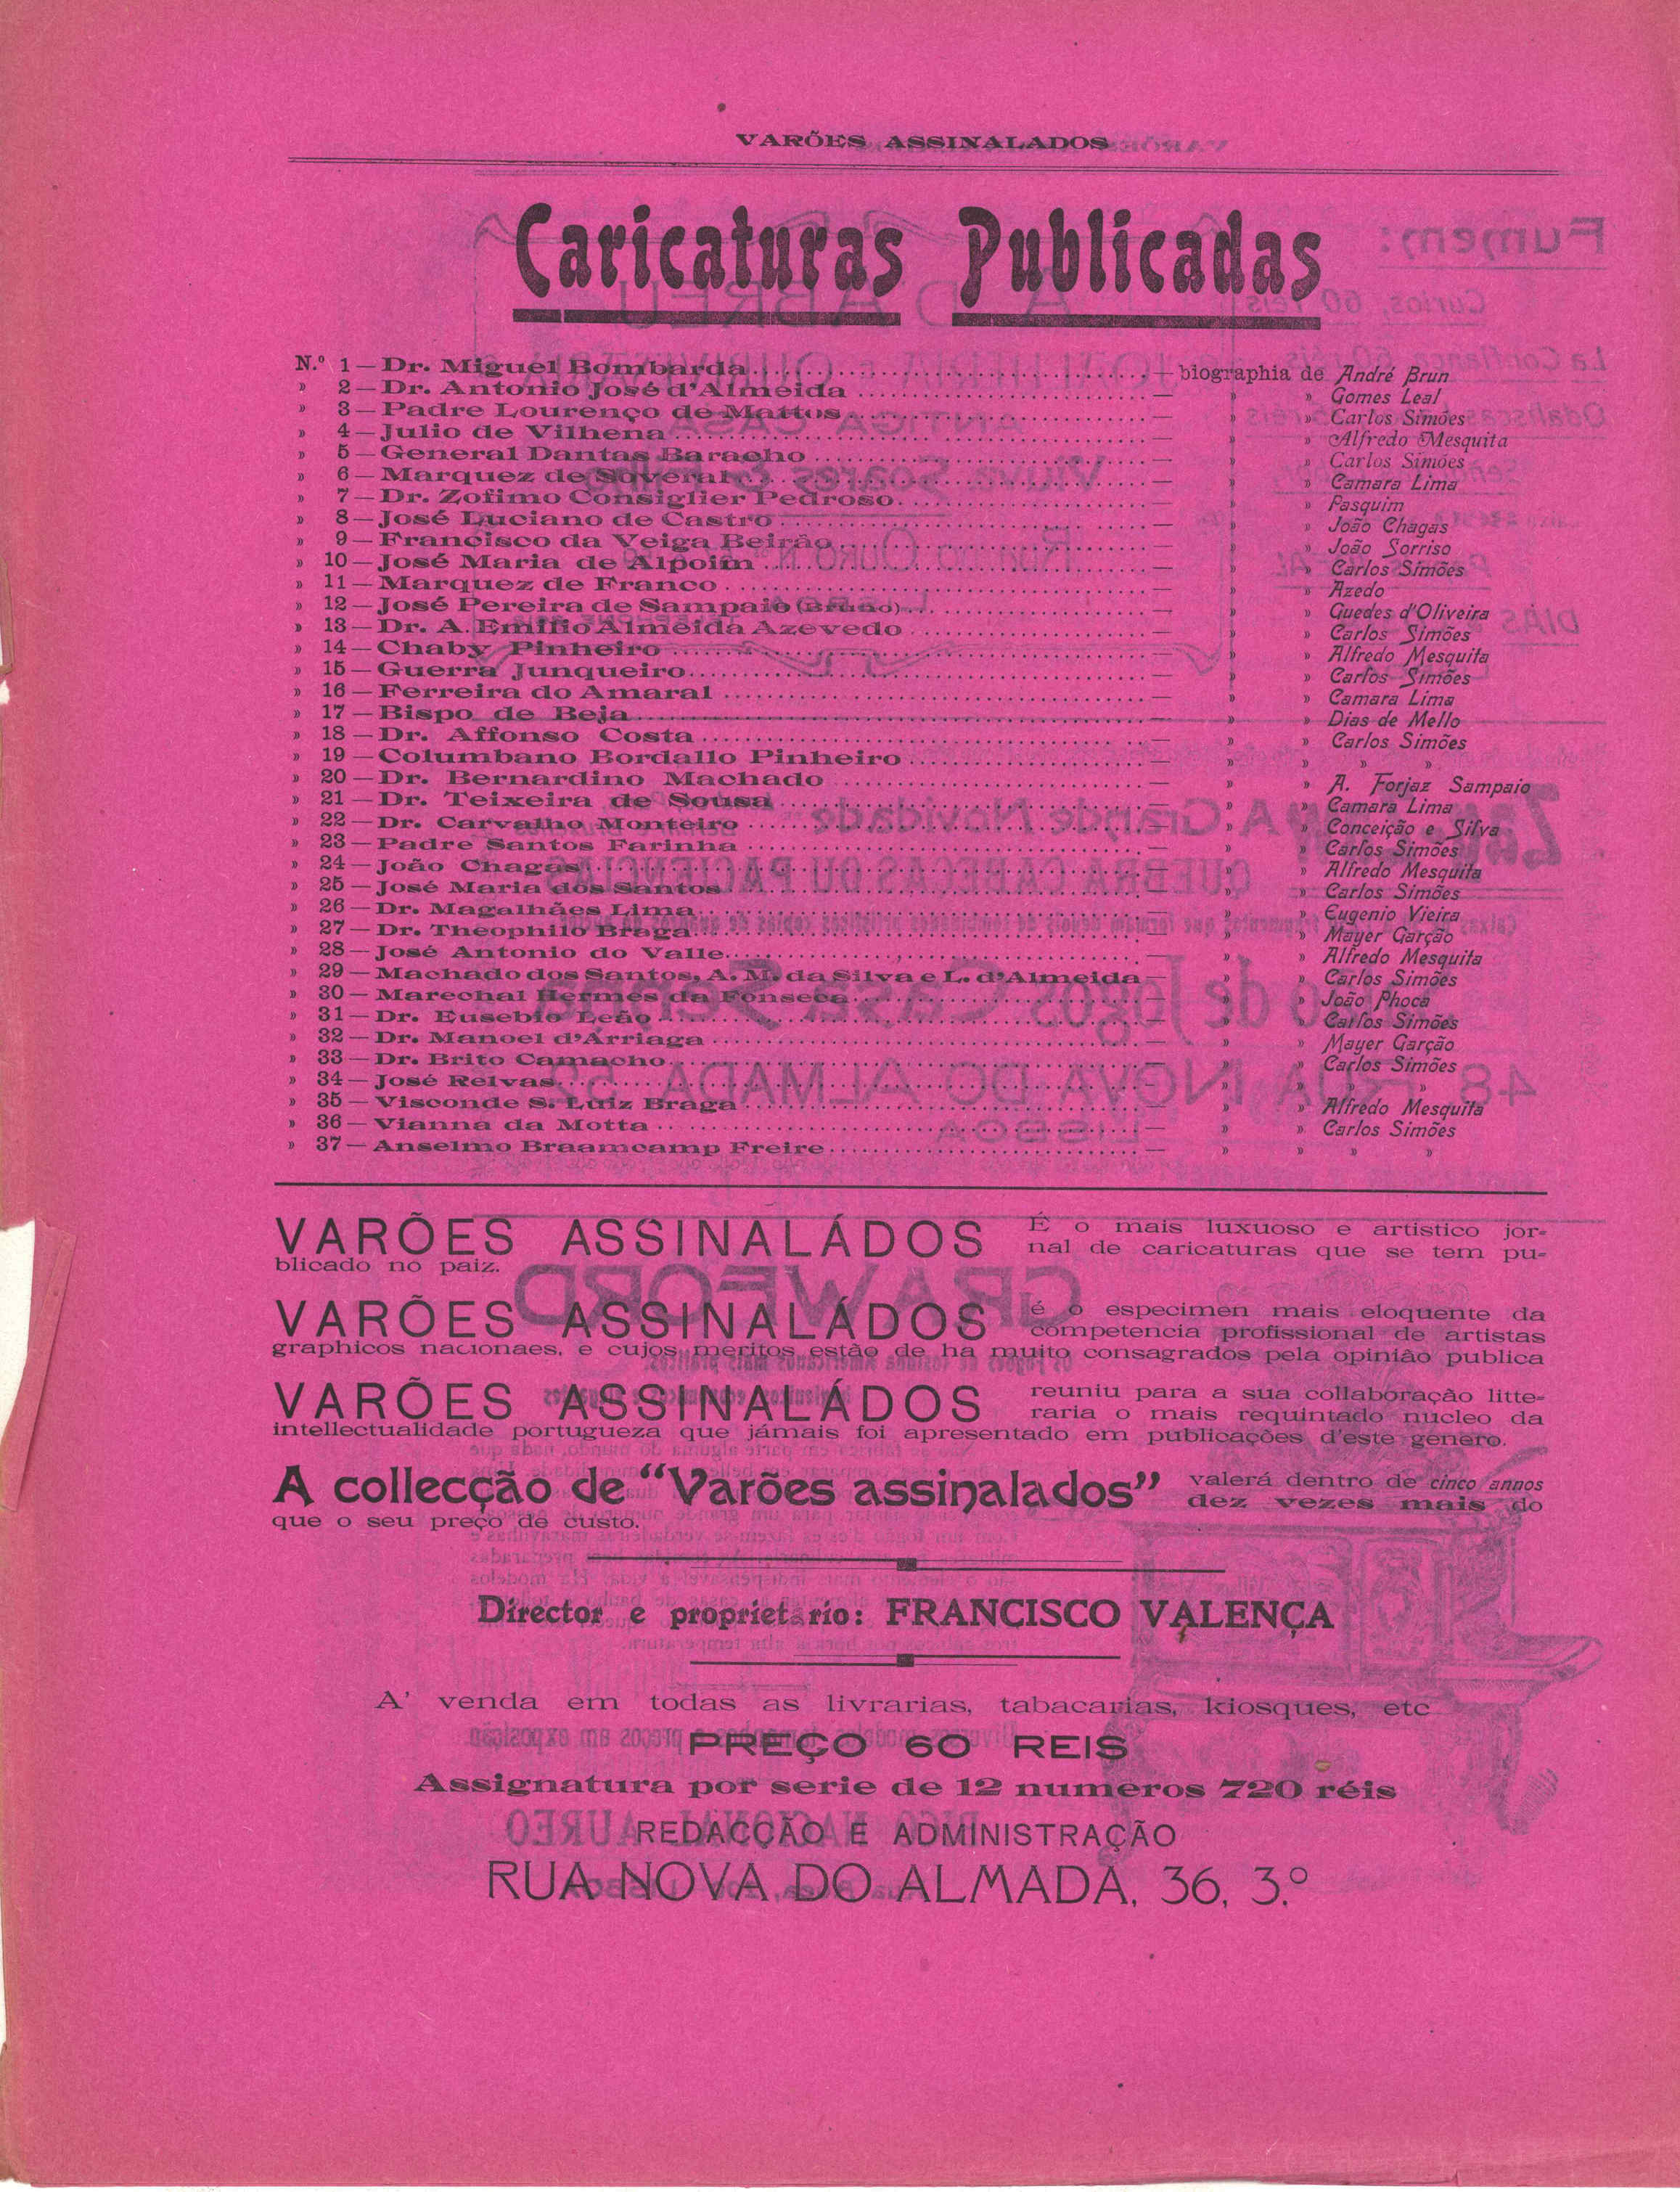 VARÕES ASSINALADOS
Caricaturas Publicadas
N.º 1 — Dr. Miguel Bombarda — biographia de André Brun
» 2 — Dr. Antonio José d'Almeida — » » Gomes Leal
» 3 — Padre Lourenço de Mattos — » » Carlos Simões
» 4 — Julio de Vilhena — » » Alfredo Mesquita
» 5 — General Dantas Baracho — » » Carlos Simões
» 6 — Marquez de Soveral — » » Camara Lima
» 7 — Dr. Zofimo Consiglier Pedroso — » » Pasquim
» 8 — José Luciano de Castro — » » João Chagas
» 9 — Francisco da Veiga Beirão — » » João Sorriso
» 10 — José Maria de Alpoim — » » Carlos Simões
» 11 — Marquez de Franco — » » Azedo
» 12 — José Pereira de Sampaio (Bruno) — » » Guedes d'Oliveira
» 13 — Dr. A. Emilio Almeida Azevedo — » » Carlos Simões
» 14 — Chaby Pinheiro — » » Alfredo Mesquita
» 15 — Guerra Junqueiro — » » Carlos Simões
» 16 — Ferreira do Amaral — » » Camara Lima
» 17 — Bispo de Beja — » » Dias de Mello
» 18 — Dr. Affonso Costa — » » Carlos Simões
» 19 — Columbano Bordallo Pinheiro — » » » »
» 20 — Dr. Bernardino Machado — » » A. Forjaz Sampaio
» 21 — Dr. Teixeira de Sousa — » » Camara Lima
» 22 — Dr. Carvalho Monteiro — » » Conceição e Silva
» 23 — Padre Santos Farinha — » » Carlos Simões
» 24 — João Chagas — » » Alfredo Mesquita
» 25 — José Maria dos Santos — » » Carlos Simões
» 26 — Dr. Magalhães Lima — » » Eugenio Vieira
» 27 — Dr. Theophilo Braga — » » Mayer Garção
» 28 — José Antonio do Valle — » » Alfredo Mesquita
» 29 — Machado dos Santos, A. M. da Silva e L. d'Almeida — » » Carlos Simões
» 30 — Marechal Hermes da Fonseca — » » João Phoca
» 31 — Dr. Eusebio Leão — » » Carlos Simões
» 32 — Dr. Manoel d'Arriaga — » » Mayer Garção
» 33 — Dr. Brito Camacho — » » Carlos Simões
» 34 — José Relvas — » » » »
» 35 — Visconde S. Luiz Braga — » » Alfredo Mesquita
» 36 — Vianna da Motta — » » Carlos Simões
» 37 — Anselmo Braamcamp Freire — » » » »
VARÕES ASSINALÁDOS É o mais luxuoso e artistico jor-
nal de caricaturas que se tem pu-
blicado no paiz.
VARÕES ASSINALÁDOS é o especimen mais eloquente da
competencia profissional de artistas
graphicos nacionaes, e cujos meritos estão de ha muito consagrados pela opinião publica
VARÕES ASSINALÁDOS reuniu para a sua collaboração litte-
raria o mais requintado nucleo da
intellectualidade portugueza que jámais foi apresentado em publicações d'este genero.
A collecção de "Varões assinalados" valerá dentro de cinco annos
dez vezes mais do
que o seu preço de custo.
Director e proprietario: FRANCISCO VALENÇA
A' venda em todas as livrarias, tabacarias, kiosques, etc
PREÇO 60 REIS
Assignatura por serie de 12 numeros 720 réis
REDACÇÃO E ADMINISTRAÇÃO
RUA NOVA DO ALMADA, 36, 3.º